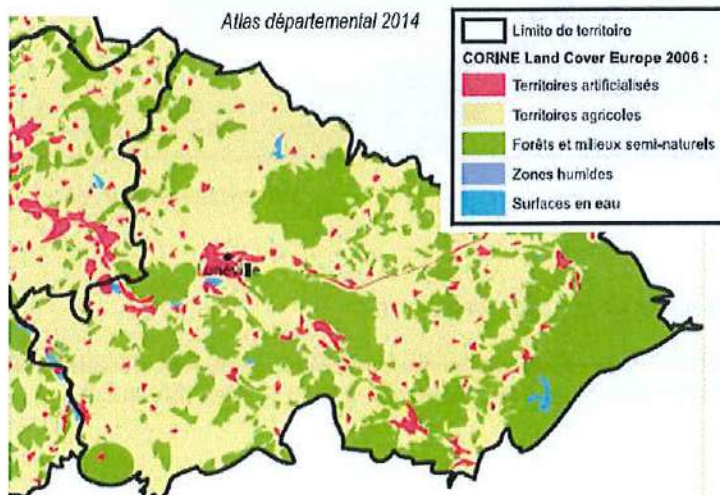 Atlas départemental 2014
Limite de territoire
CORINE Land Cover Europe 2006 :
Territoires artificialisés
Territoires agricoles
Forêts et milieux semi-naturels
Zones humides
Surfaces en eau
Lunéville